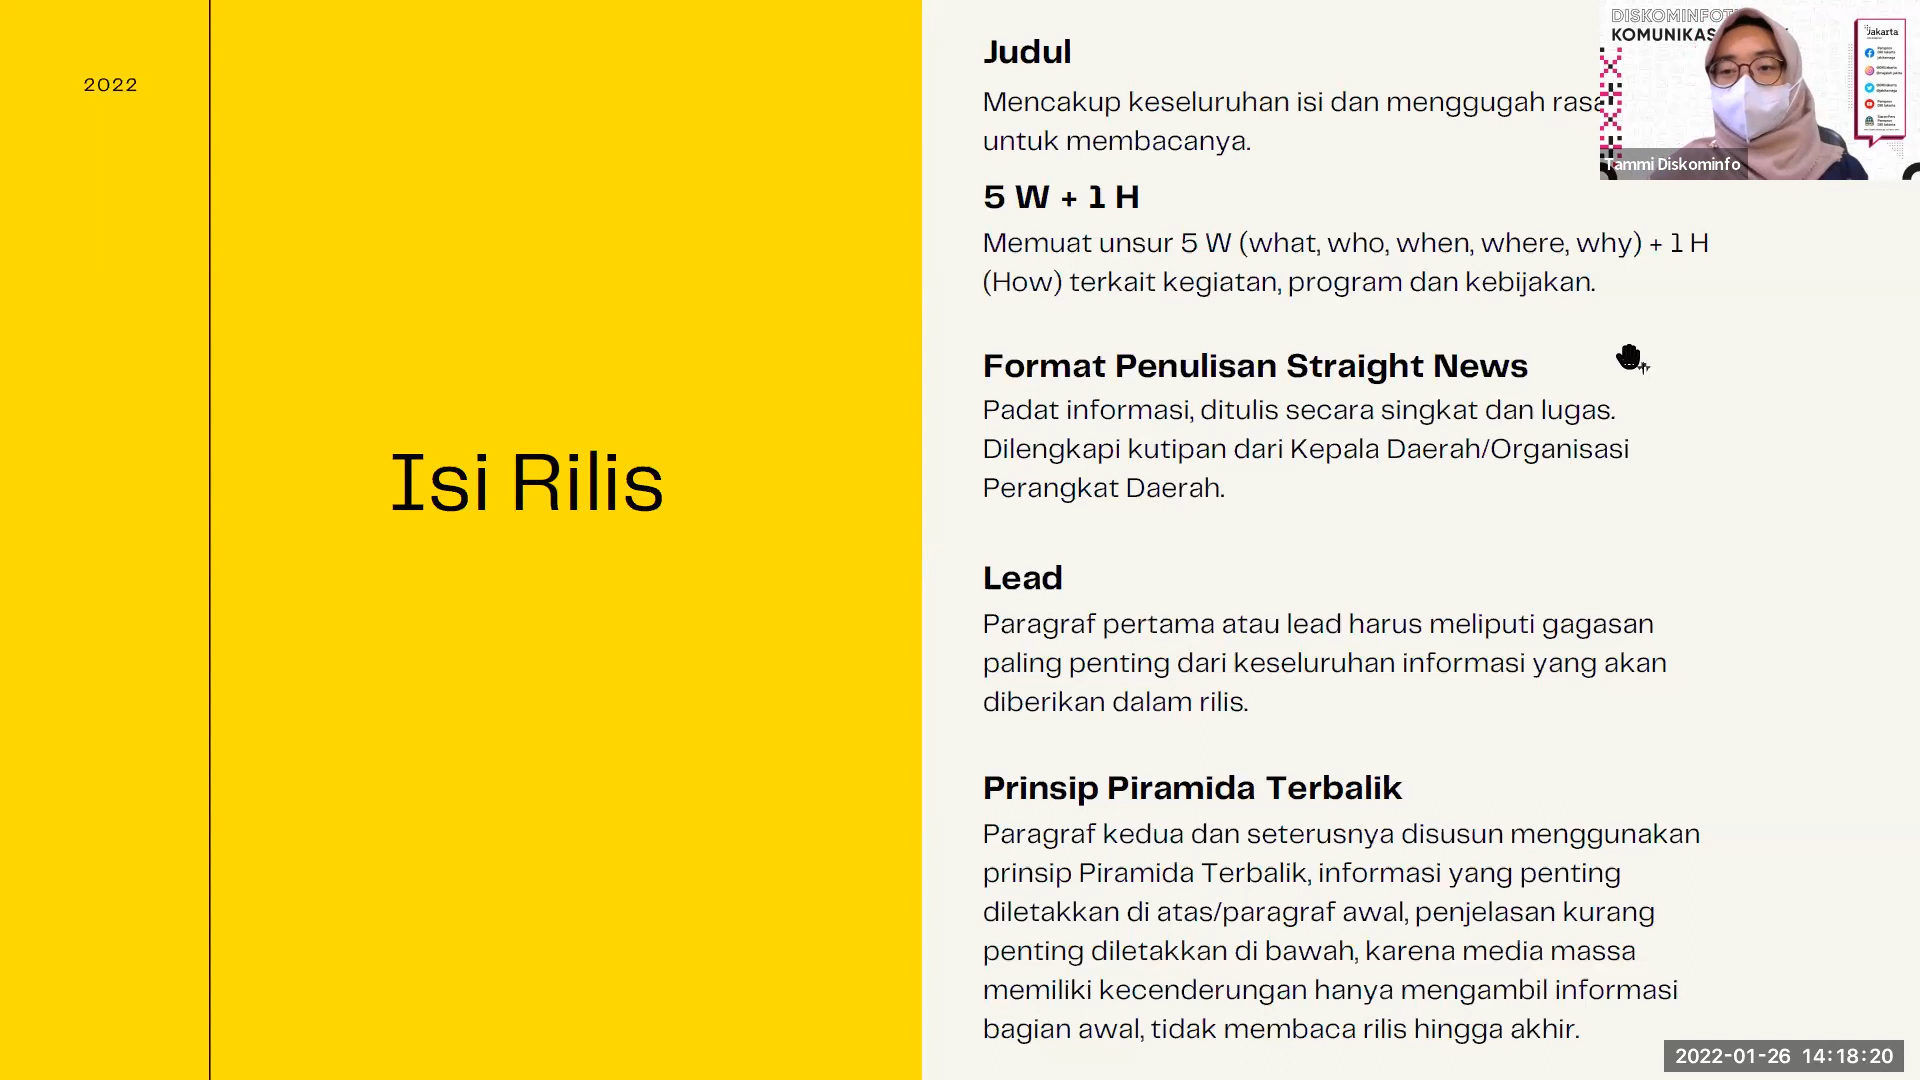 2022
Isi Rilis
Judul
Mencakup keseluruhan isi dan menggugah rasa
untuk membacanya.
5 W + 1 H
Memuat unsur 5 W (what, who, when, where, why) + 1 H
(How) terkait kegiatan, program dan kebijakan.
Format Penulisan Straight News
Padat informasi, ditulis secara singkat dan lugas.
Dilengkapi kutipan dari Kepala Daerah/Organisasi
Perangkat Daerah.
Lead
Paragraf pertama atau lead harus meliputi gagasan
paling penting dari keseluruhan informasi yang akan
diberikan dalam rilis.
Prinsip Piramida Terbalik
Paragraf kedua dan seterusnya disusun menggunakan
prinsip Piramida Terbalik, informasi yang penting
diletakkan di atas/paragraf awal, penjelasan kurang
penting diletakkan di bawah, karena media massa
memiliki kecenderungan hanya mengambil informasi
bagian awal, tidak membaca rilis hingga akhir.
DISKOMINFOT
KOMUNIKAS
Jakarta
Tammi Diskominfo
2022-01-26 14:18:20